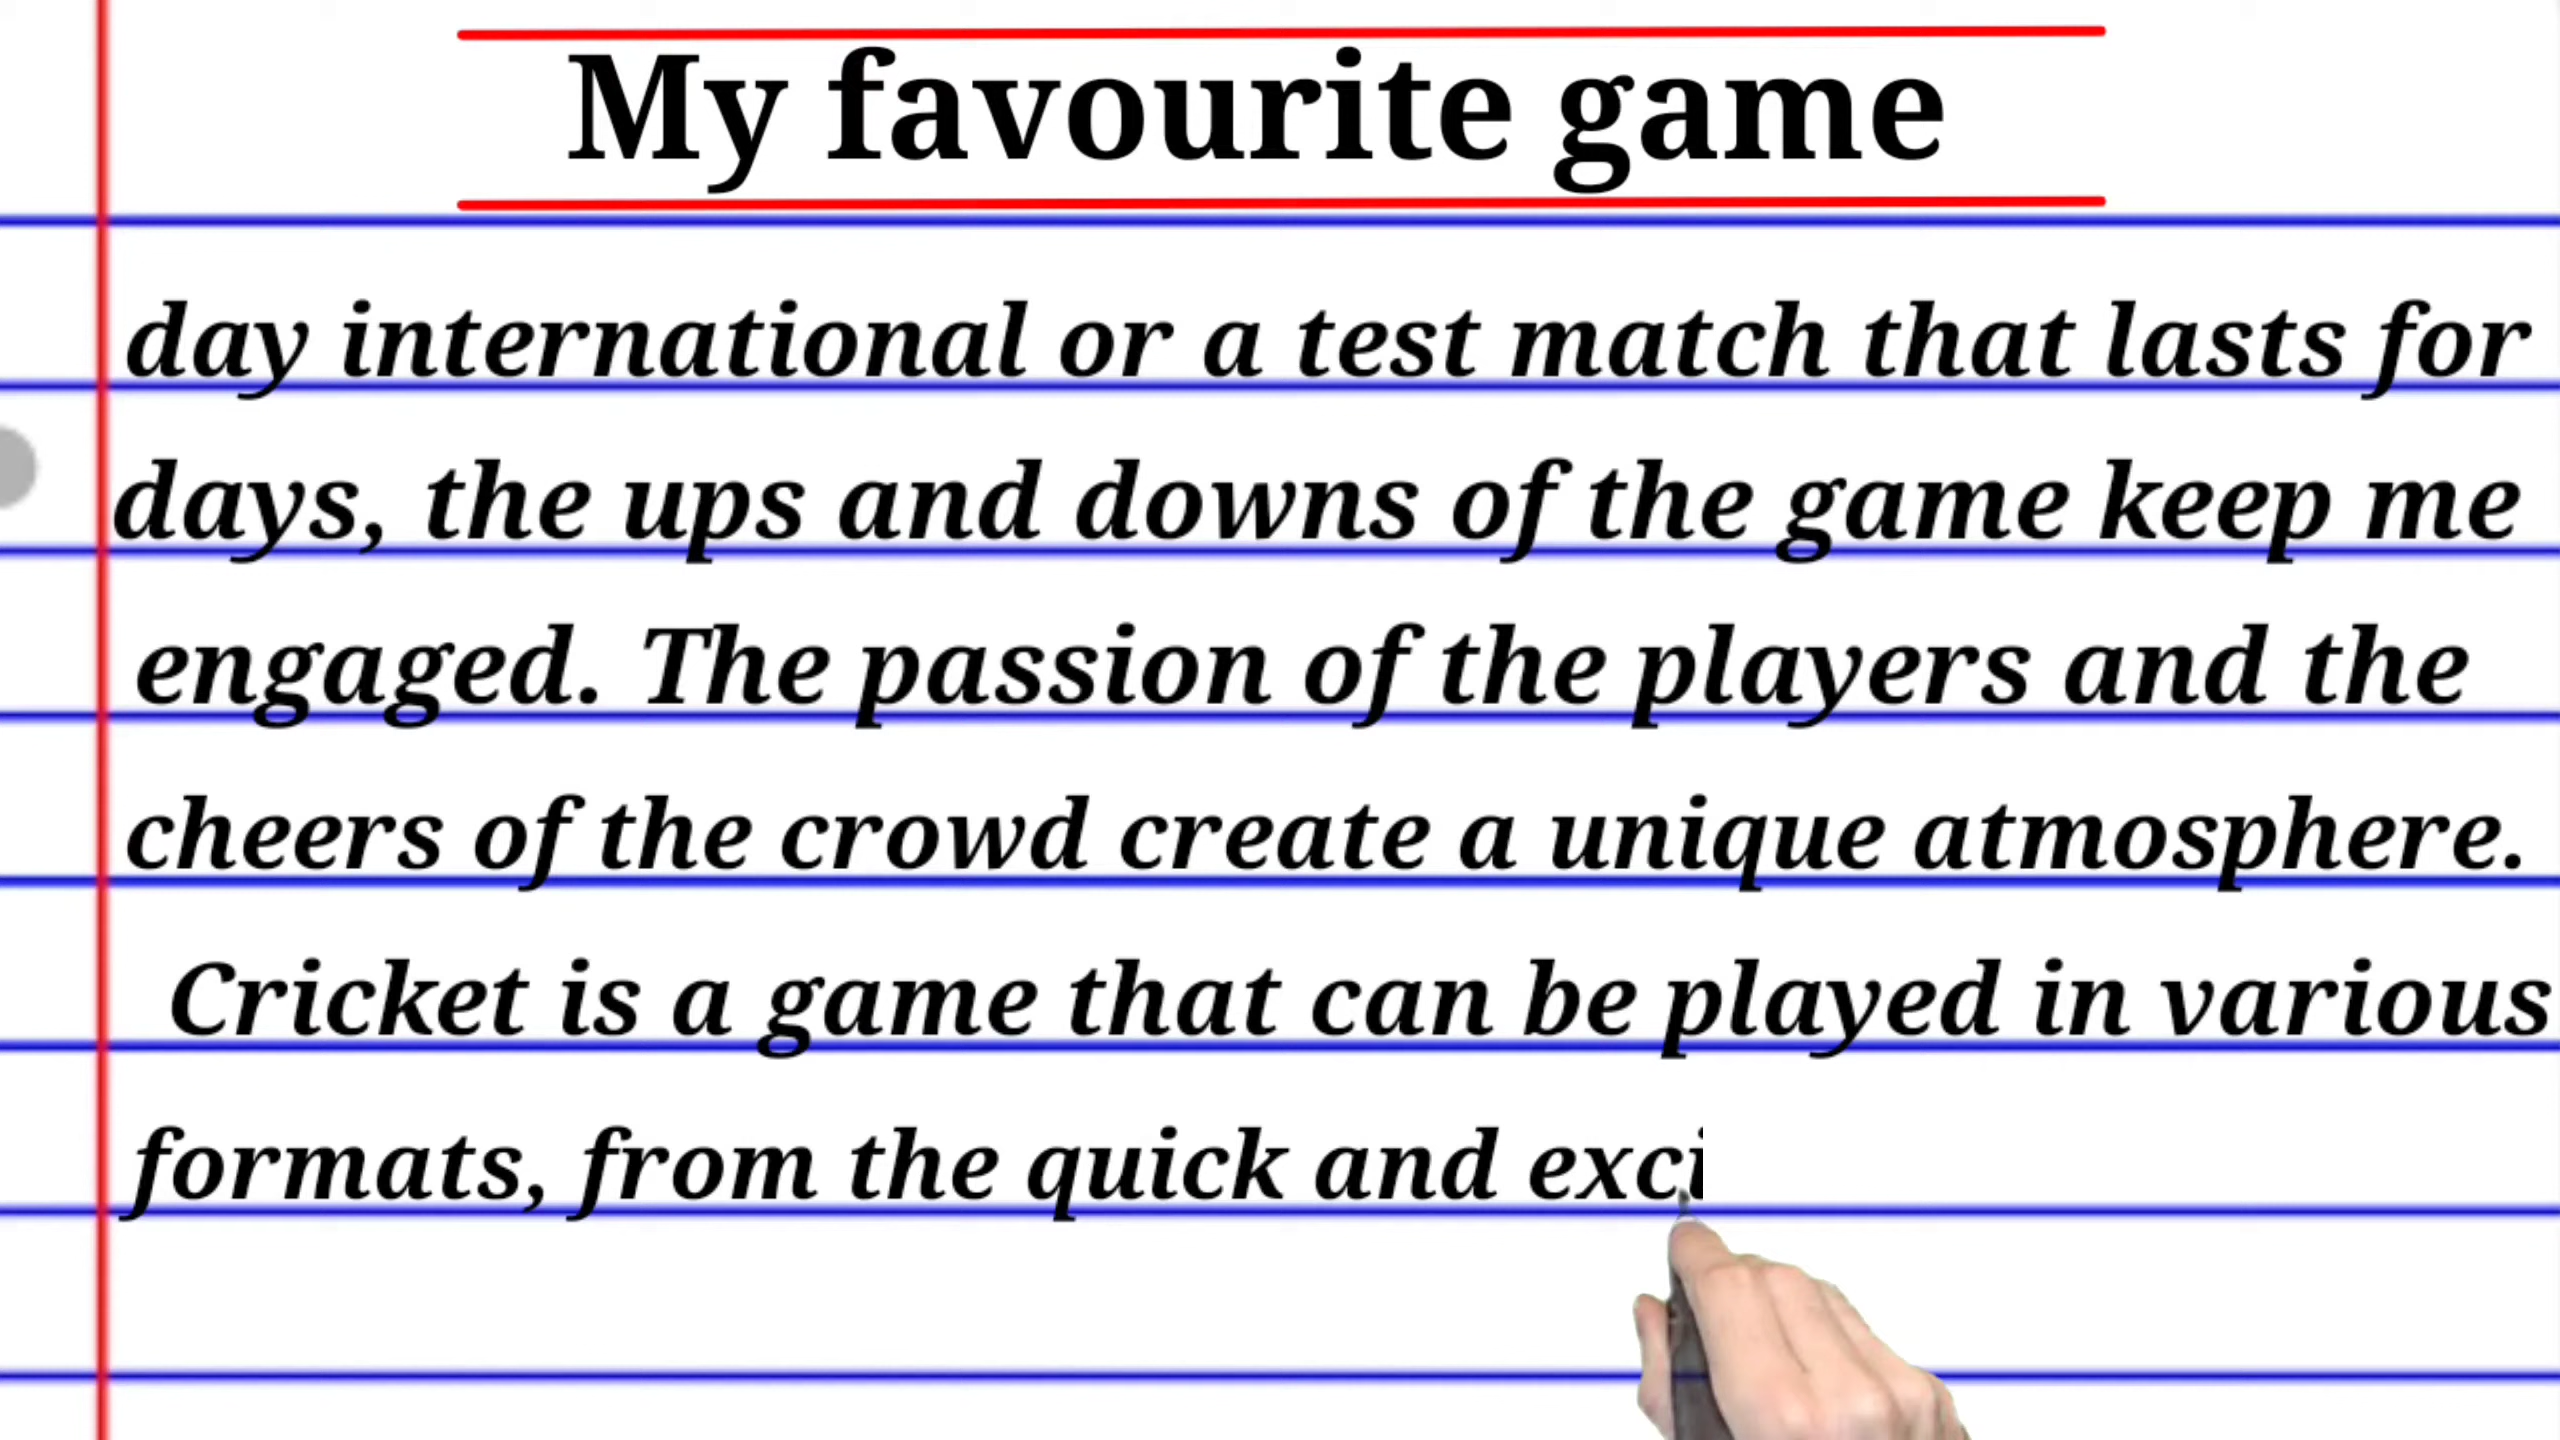 My favourite game
day international or a test match that lasts for
days, the ups and downs of the game keep me
engaged. The passion of the players and the
cheers of the crowd create a unique atmosphere.
Cricket is a game that can be played in various
formats, from the quick and exci